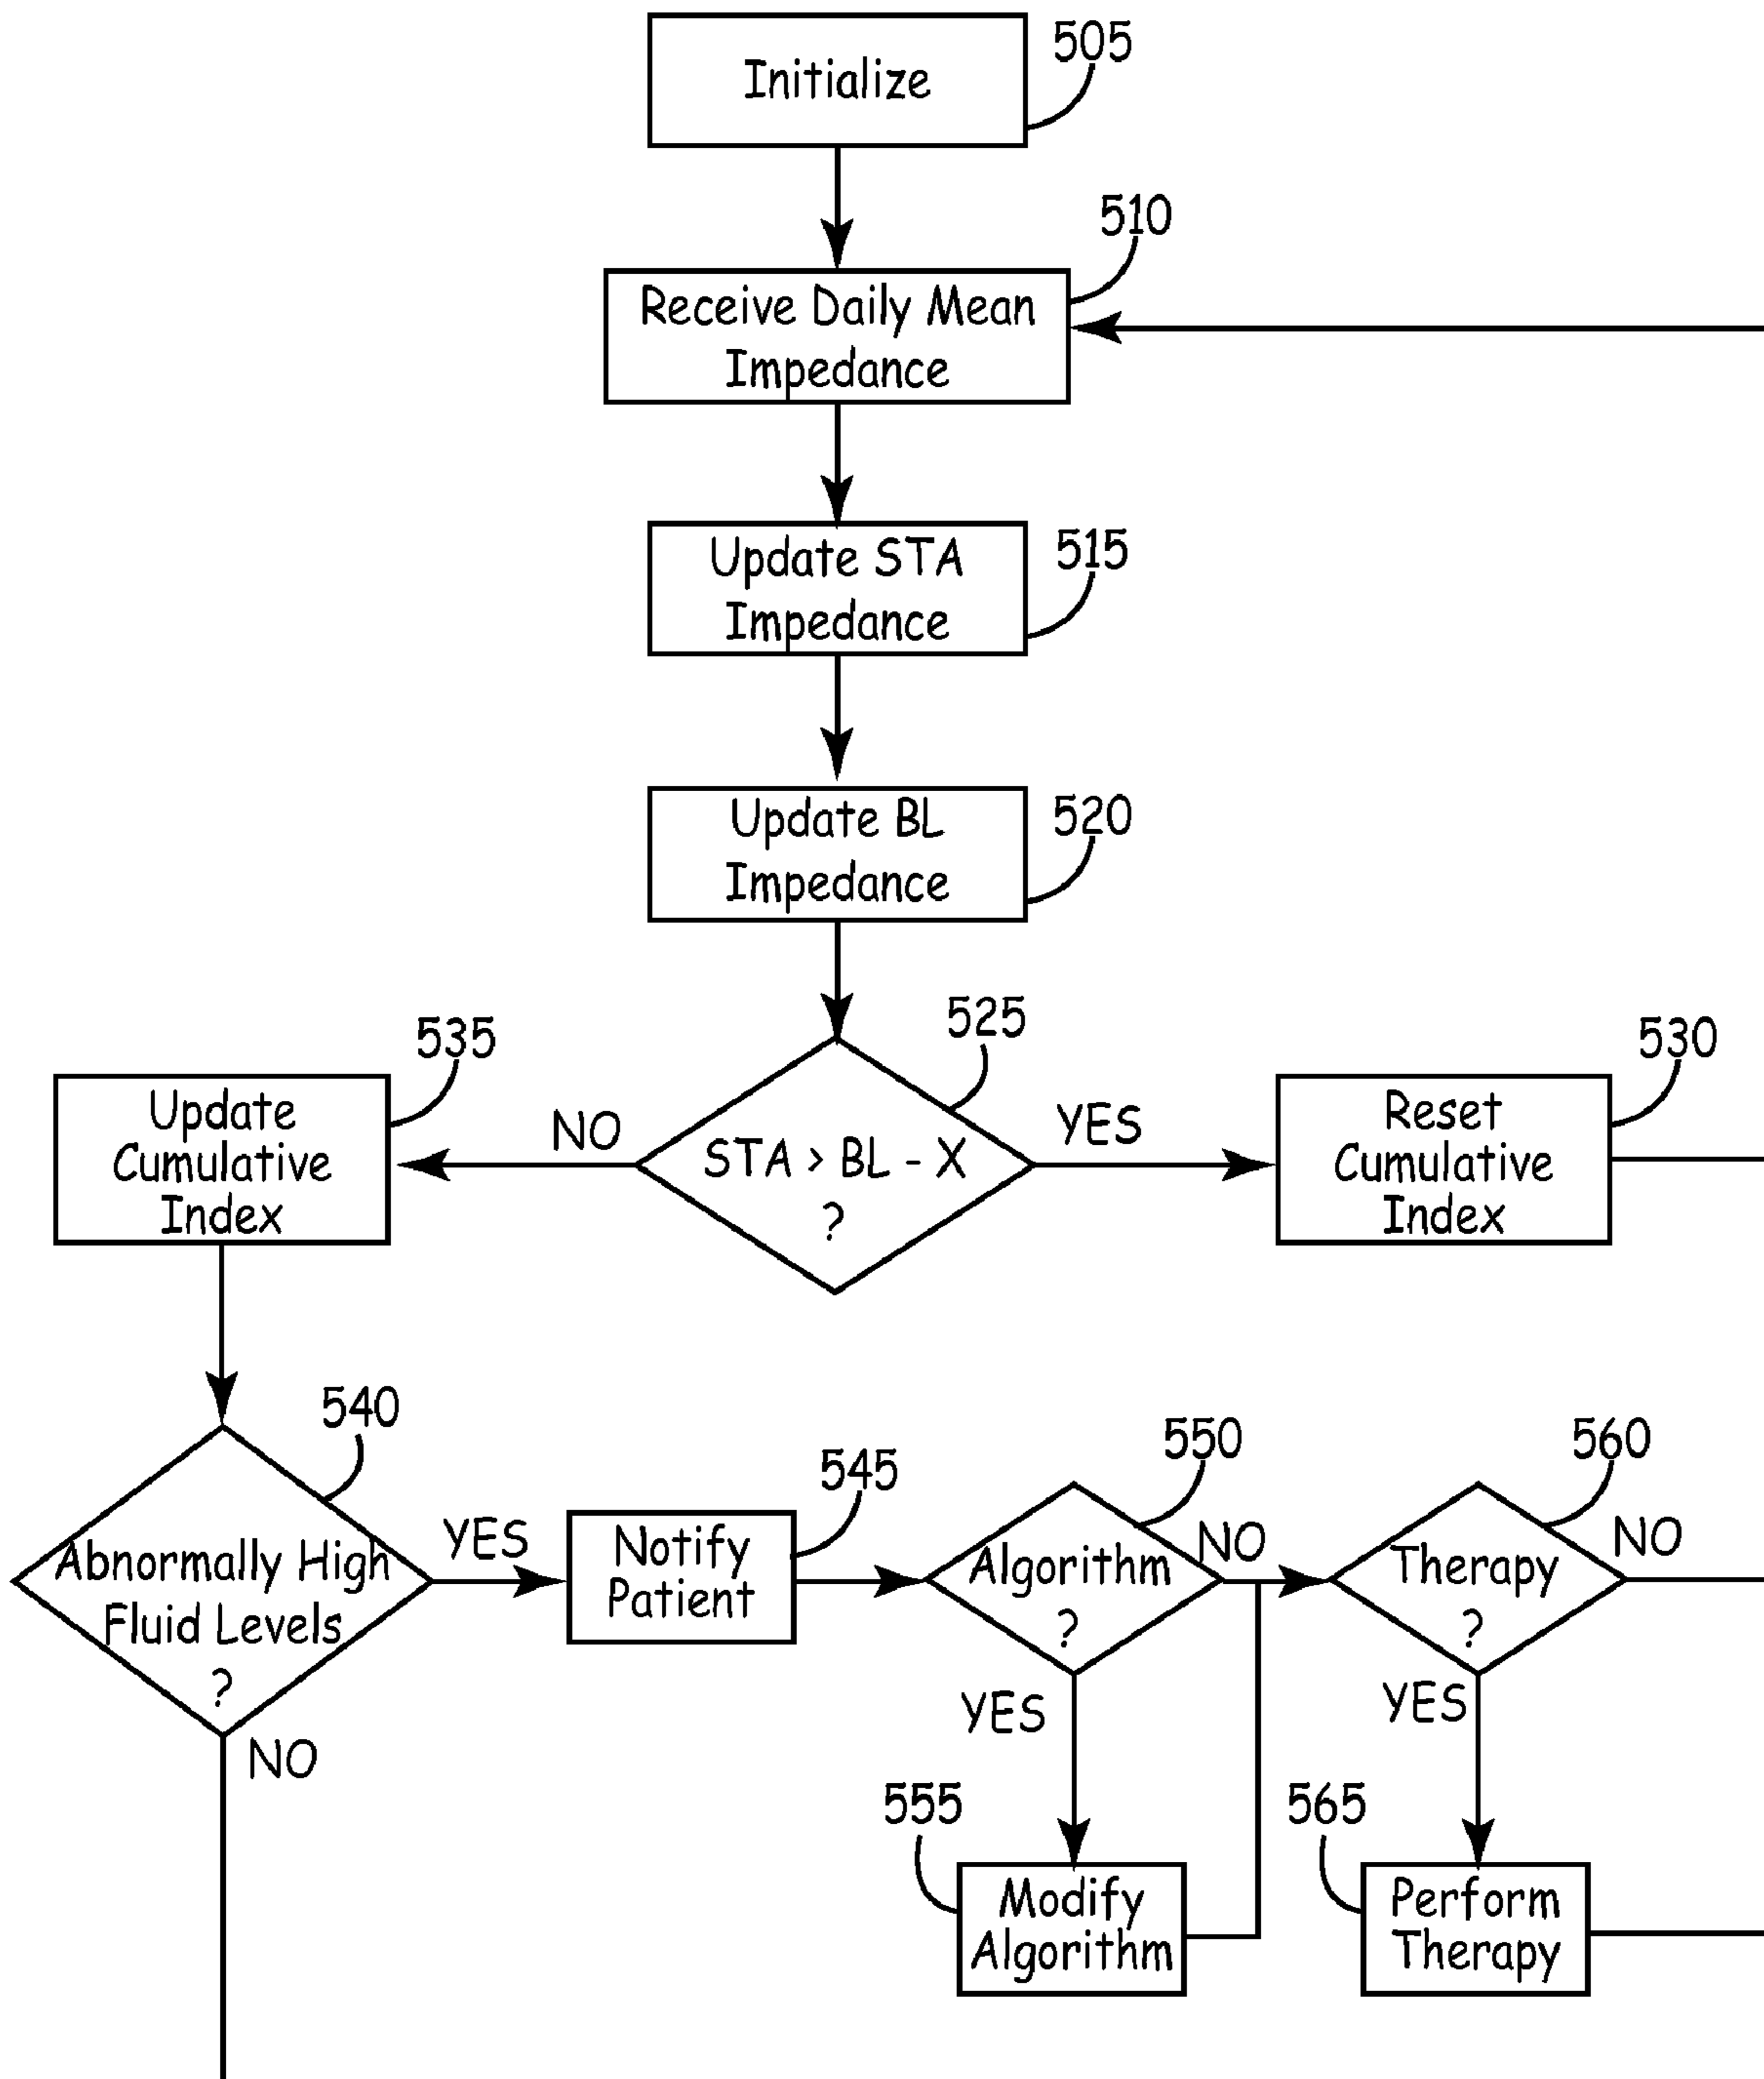 Initialize
505
Receive Daily Mean
Impedance
510
Update STA
Impedance
515
Update BL
Impedance
520
STA > BL - X
?
525
NO
YES
Update
Cumulative
Index
535
Reset
Cumulative
Index
530
Abnormally High
Fluid Levels
?
540
YES
NO
Notify
Patient
545
Algorithm
?
550
NO
YES
Modify
Algorithm
555
Therapy
?
560
NO
YES
Perform
Therapy
565